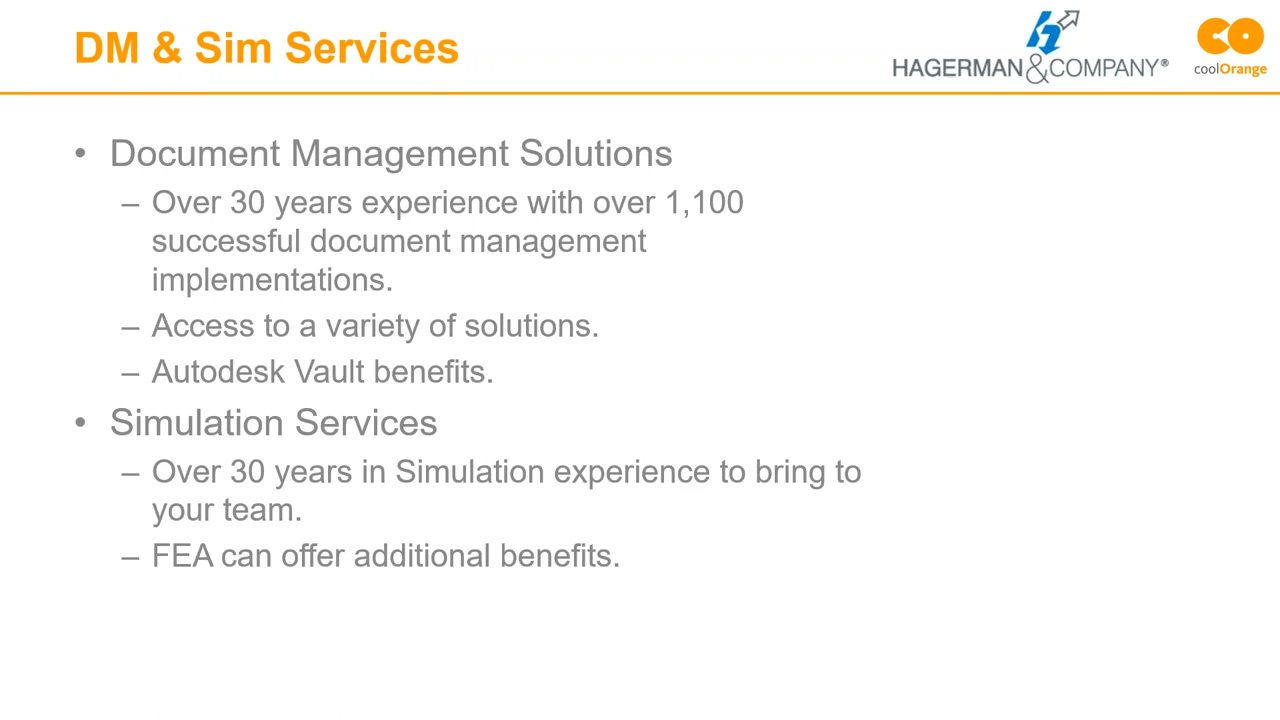 DM & Sim Services
HAGERMAN&COMPANY®
coolOrange
• Document Management Solutions
– Over 30 years experience with over 1,100
successful document management
implementations.
– Access to a variety of solutions.
– Autodesk Vault benefits.
• Simulation Services
– Over 30 years in Simulation experience to bring to
your team.
– FEA can offer additional benefits.